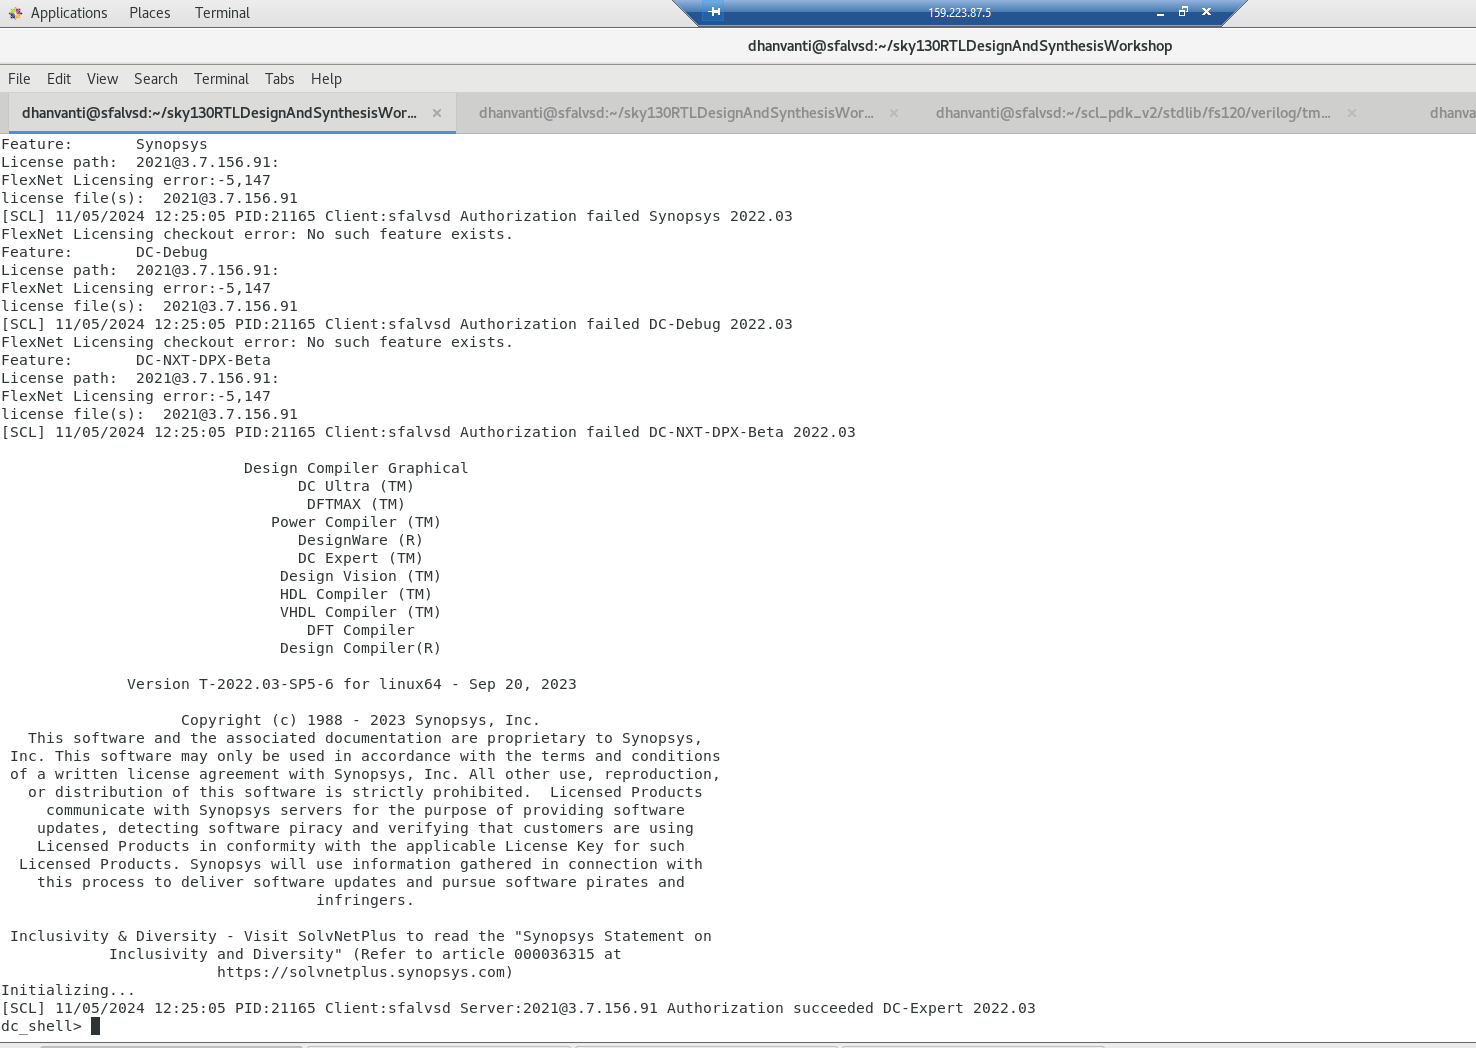 Applications Places Terminal
159.223.87.5
dhanvanti@sfalvsd:~/sky130RTLDesignAndSynthesisWorkshop
File Edit View Search Terminal Tabs Help
dhanvanti@sfalvsd:~/sky130RTLDesignAndSynthesisWor... × dhanvanti@sfalvsd:~/sky130RTLDesignAndSynthesisWor... × dhanvanti@sfalvsd:~/scl_pdk_v2/stdlib/fs120/verilog/tm... × dhanva
Feature:       Synopsys
License path:  2021@3.7.156.91:
FlexNet Licensing error:-5,147
license file(s):  2021@3.7.156.91
[SCL] 11/05/2024 12:25:05 PID:21165 Client:sfalvsd Authorization failed Synopsys 2022.03
FlexNet Licensing checkout error: No such feature exists.
Feature:       DC-Debug
License path:  2021@3.7.156.91:
FlexNet Licensing error:-5,147
license file(s):  2021@3.7.156.91
[SCL] 11/05/2024 12:25:05 PID:21165 Client:sfalvsd Authorization failed DC-Debug 2022.03
FlexNet Licensing checkout error: No such feature exists.
Feature:       DC-NXT-DPX-Beta
License path:  2021@3.7.156.91:
FlexNet Licensing error:-5,147
license file(s):  2021@3.7.156.91
[SCL] 11/05/2024 12:25:05 PID:21165 Client:sfalvsd Authorization failed DC-NXT-DPX-Beta 2022.03
Design Compiler Graphical
DC Ultra (TM)
DFTMAX (TM)
Power Compiler (TM)
DesignWare (R)
DC Expert (TM)
Design Vision (TM)
HDL Compiler (TM)
VHDL Compiler (TM)
DFT Compiler
Design Compiler(R)
Version T-2022.03-SP5-6 for linux64 - Sep 20, 2023
Copyright (c) 1988 - 2023 Synopsys, Inc.
This software and the associated documentation are proprietary to Synopsys,
Inc. This software may only be used in accordance with the terms and conditions
of a written license agreement with Synopsys, Inc. All other use, reproduction,
or distribution of this software is strictly prohibited.  Licensed Products
communicate with Synopsys servers for the purpose of providing software
updates, detecting software piracy and verifying that customers are using
Licensed Products in conformity with the applicable License Key for such
Licensed Products. Synopsys will use information gathered in connection with
this process to deliver software updates and pursue software pirates and
infringers.
Inclusivity & Diversity - Visit SolvNetPlus to read the "Synopsys Statement on
Inclusivity and Diversity" (Refer to article 000036315 at
https://solvnetplus.synopsys.com)
Initializing...
[SCL] 11/05/2024 12:25:05 PID:21165 Client:sfalvsd Server:2021@3.7.156.91 Authorization succeeded DC-Expert 2022.03
dc_shell>